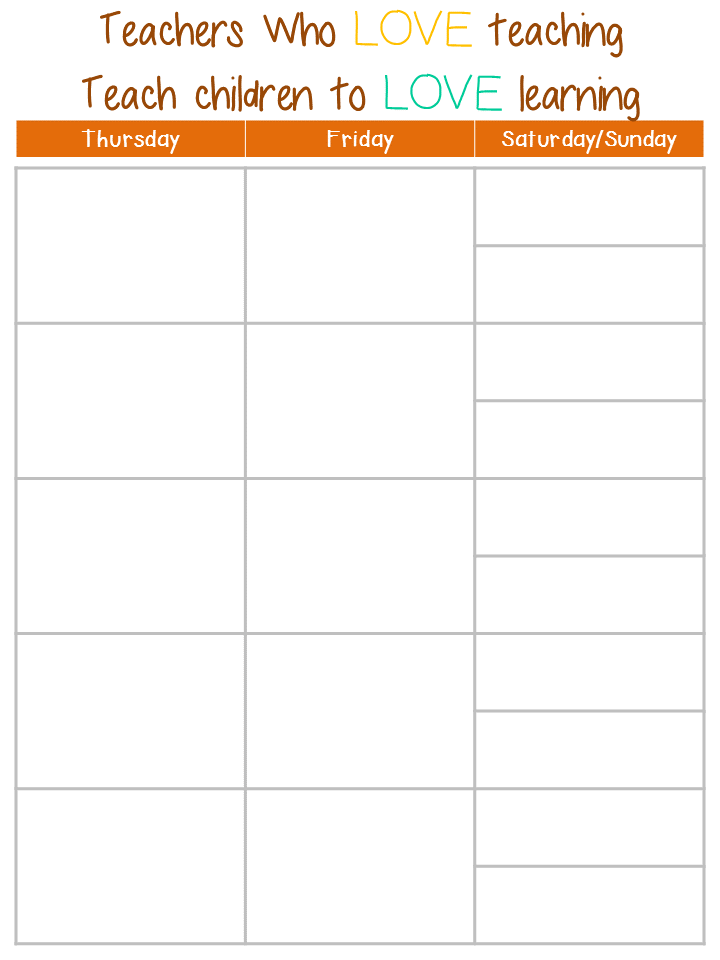 Teachers Who LOVE teaching
Teach children to LOVE learning
Thursday Friday Saturday/Sunday